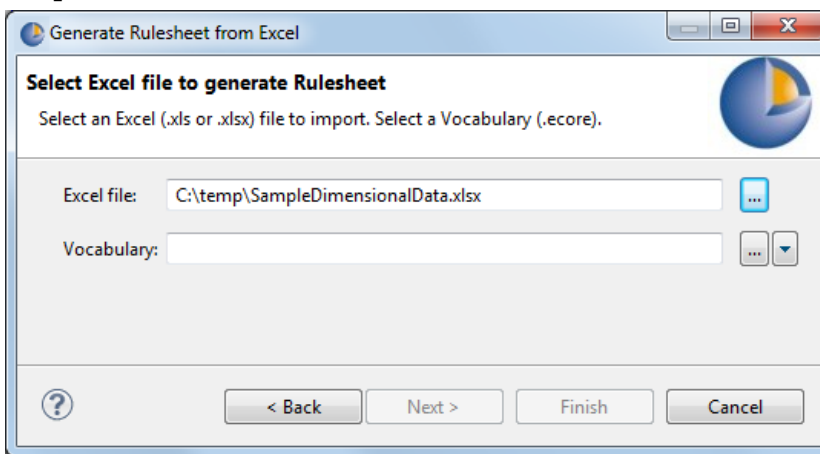 Generate Rulesheet from Excel
Select Excel file to generate Rulesheet
Select an Excel (.xls or .xlsx) file to import. Select a Vocabulary (.ecore).
Excel file: C:\temp\SampleDimensionalData.xlsx ...
Vocabulary: ...
? < Back Next > Finish Cancel